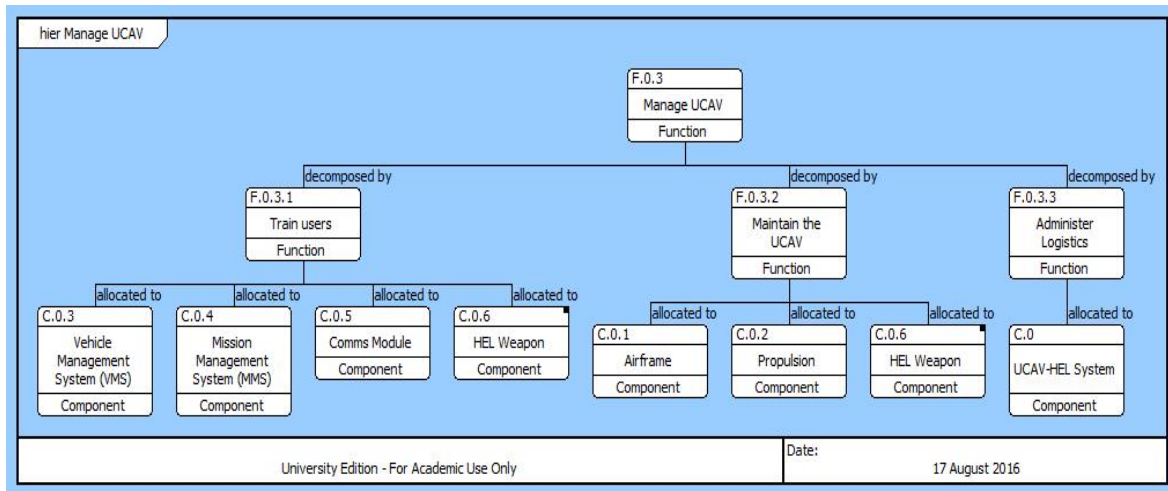 hier Manage UCAV
F.0.3
Manage UCAV
Function
decomposed by
decomposed by
decomposed by
F.0.3.1
Train users
Function
F.0.3.2
Maintain the
UCAV
Function
F.0.3.3
Administer
Logistics
Function
allocated to
allocated to
allocated to
allocated to
allocated to
allocated to
allocated to
allocated to
C.0.3
Vehicle
Management
System (VMS)
Component
C.0.4
Mission
Management
System (MMS)
Component
C.0.5
Comms Module
Component
C.0.6
HEL Weapon
Component
C.0.1
Airframe
Component
C.0.2
Propulsion
Component
C.0.6
HEL Weapon
Component
C.0
UCAV-HEL System
Component
University Edition - For Academic Use Only
Date:
17 August 2016